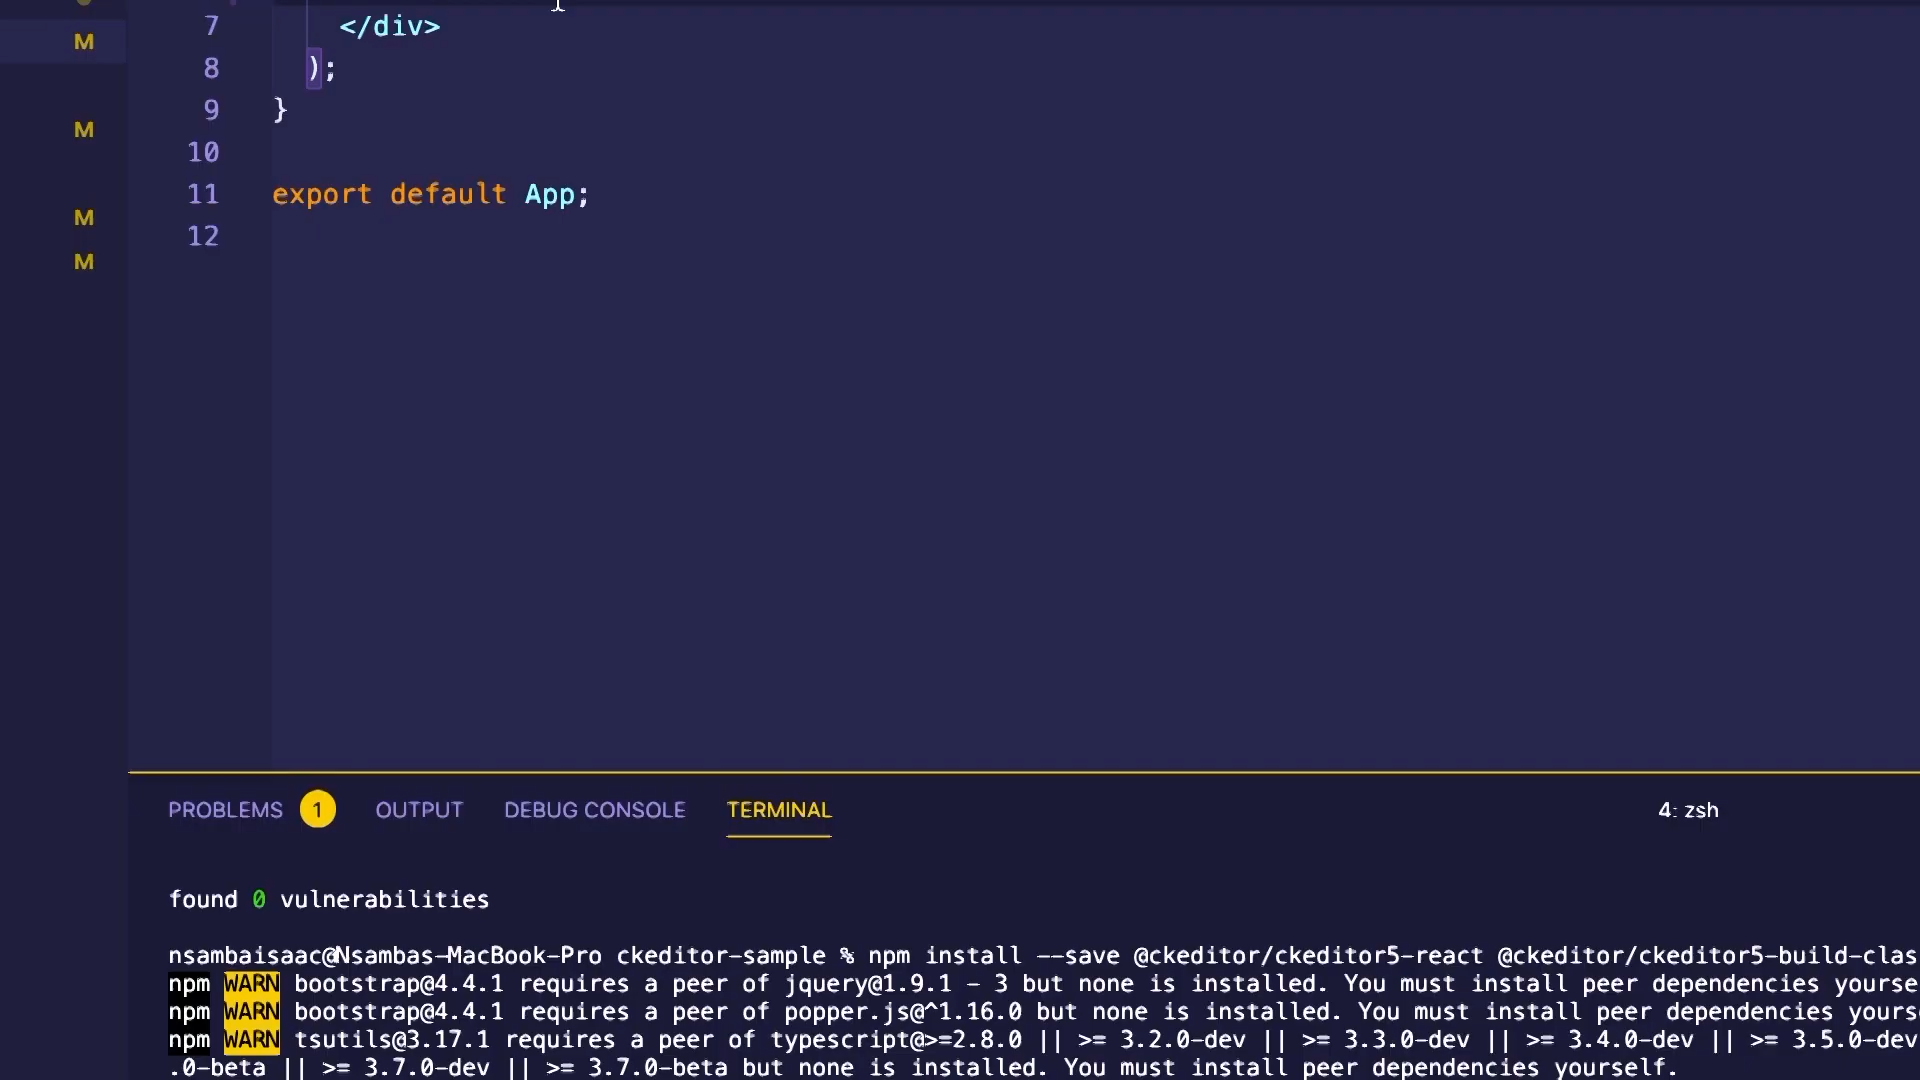 7 </div>
M
8 );
9 }
M
10
11 export default App;
M
12
M
PROBLEMS 1 OUTPUT DEBUG CONSOLE TERMINAL 4: zsh
found 0 vulnerabilities
nsambaisaac@Nsambas-MacBook-Pro ckeditor-sample % npm install --save @ckeditor/ckeditor5-react @ckeditor/ckeditor5-build-clas
npm WARN bootstrap@4.4.1 requires a peer of jquery@1.9.1 - 3 but none is installed. You must install peer dependencies yourse
npm WARN bootstrap@4.4.1 requires a peer of popper.js@^1.16.0 but none is installed. You must install peer dependencies yours
npm WARN tsutils@3.17.1 requires a peer of typescript@>=2.8.0 || >= 3.2.0-dev || >= 3.3.0-dev || >= 3.4.0-dev || >= 3.5.0-dev
.0-beta || >= 3.7.0-dev || >= 3.7.0-beta but none is installed. You must install peer dependencies yourself.